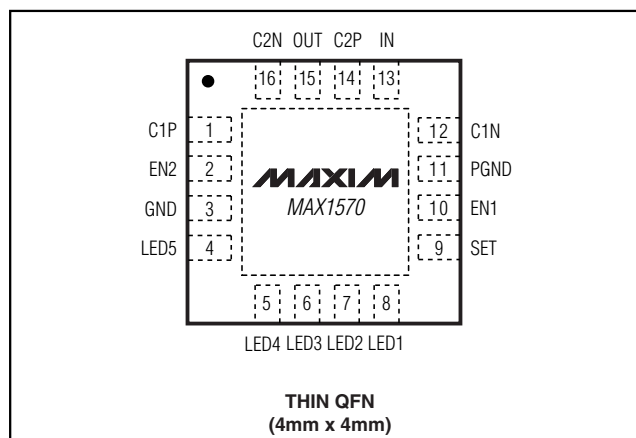 C2N OUT C2P IN
16 15 14 13
C1P 1 12 C1N
EN2 2 MAXIM 11 PGND
GND 3 MAX1570 10 EN1
LED5 4 9 SET
5 6 7 8
LED4 LED3 LED2 LED1
THIN QFN
(4mm x 4mm)